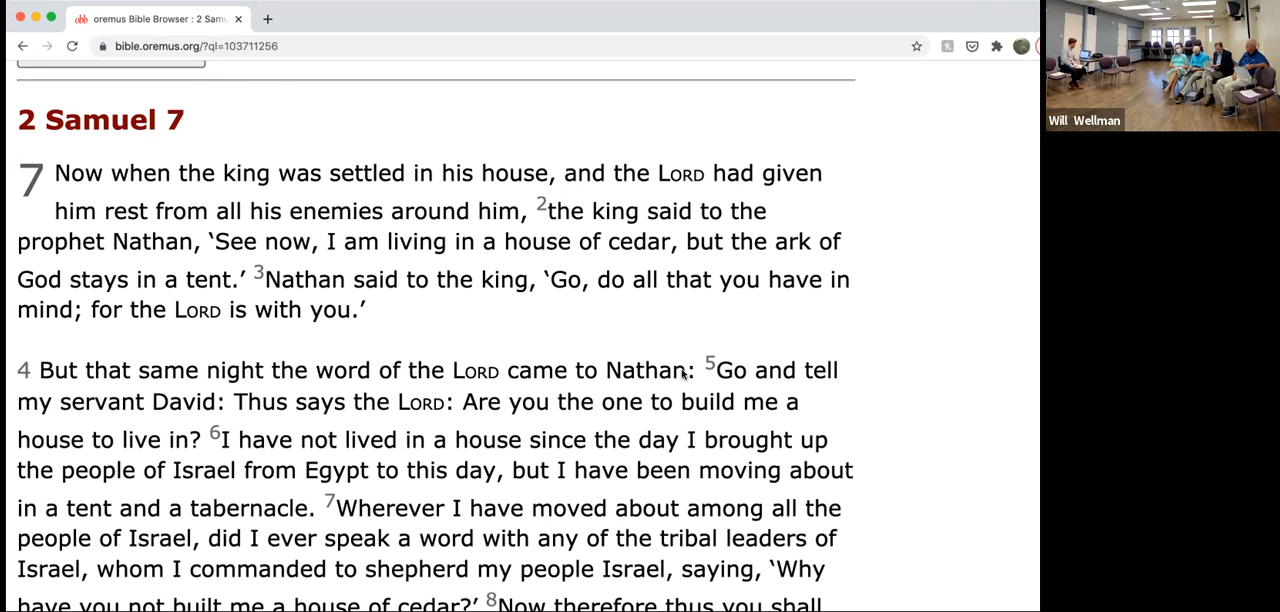 oremus Bible Browser : 2 Samu
bible.oremus.org/?ql=103711256
Will Wellman
2 Samuel 7
7 Now when the king was settled in his house, and the LORD had given
him rest from all his enemies around him, 2the king said to the
prophet Nathan, ‘See now, I am living in a house of cedar, but the ark of
God stays in a tent.’ 3Nathan said to the king, ‘Go, do all that you have in
mind; for the LORD is with you.’
4 But that same night the word of the LORD came to Nathan: 5Go and tell
my servant David: Thus says the LORD: Are you the one to build me a
house to live in? 6I have not lived in a house since the day I brought up
the people of Israel from Egypt to this day, but I have been moving about
in a tent and a tabernacle. 7Wherever I have moved about among all the
people of Israel, did I ever speak a word with any of the tribal leaders of
Israel, whom I commanded to shepherd my people Israel, saying, ‘Why
have you not built me a house of cedar?’ 8Now therefore thus you shall